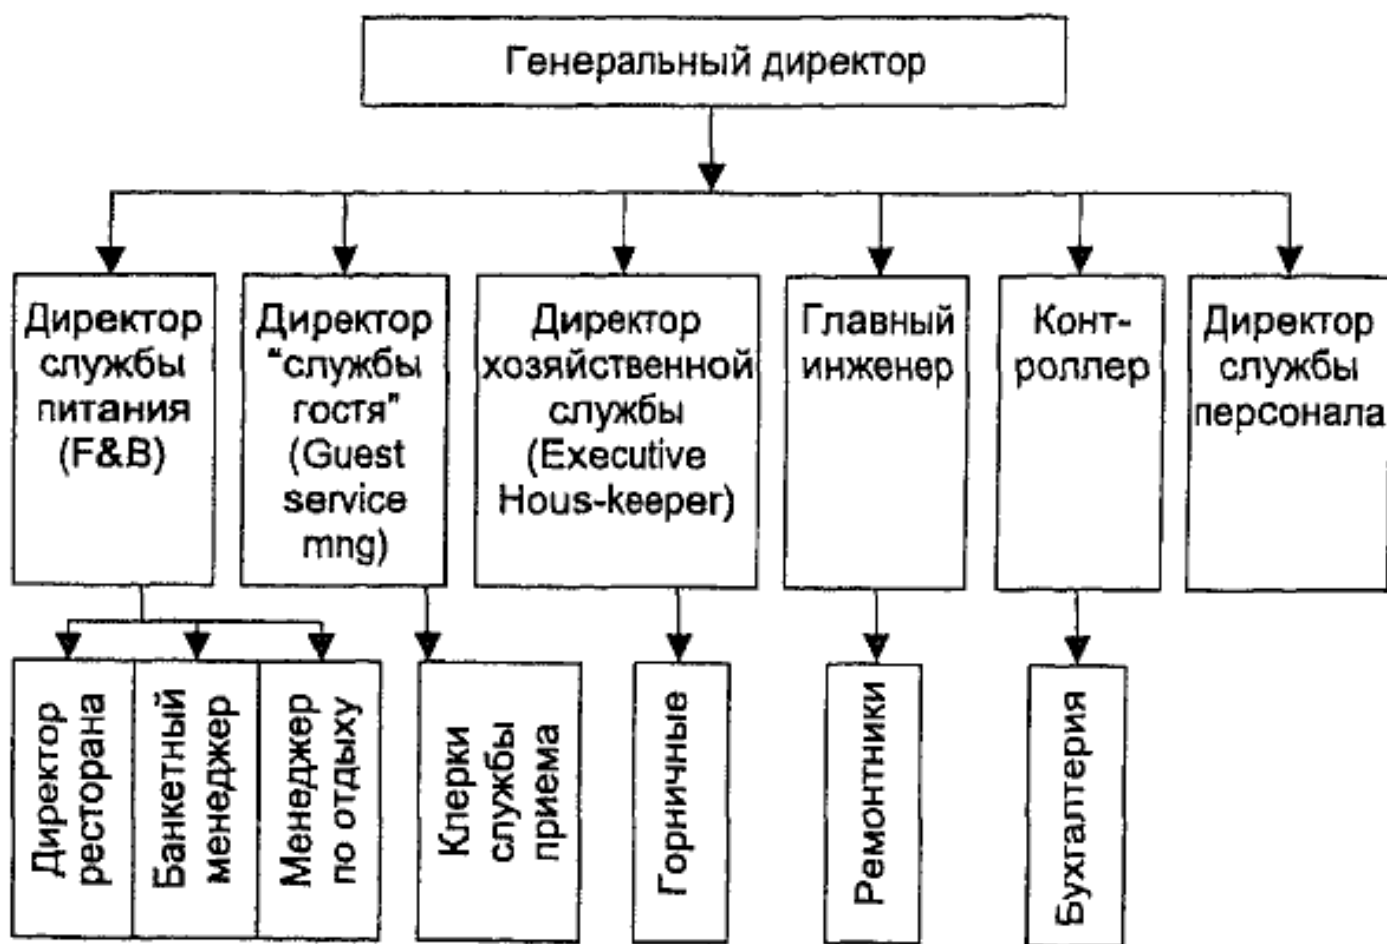 Генеральный директор
Директор
службы
питания
(F&B)
Директор
“службы
гостя”
(Guest
service
mng)
Директор
хозяйственной
службы
(Executive
Hous-keeper)
Главный
инженер
Конт-
роллер
Директор
службы
персонала
Директор
ресторана
Банкетный
менеджер
Менеджер
по отдыху
Клерки
службы
приема
Горничные
Ремонтники
Бухгалтерия